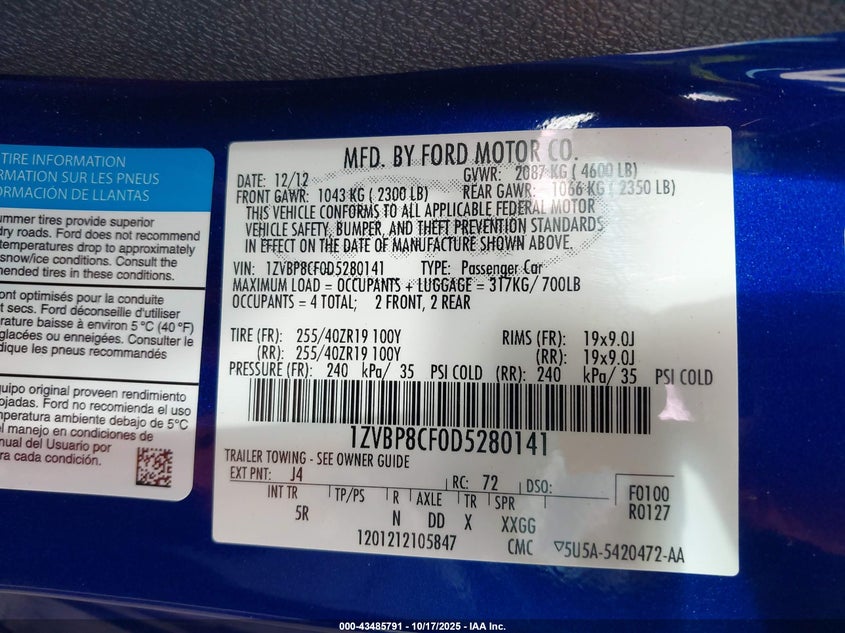 TIRE INFORMATION
RMATION SUR LES PNEUS
ORMACIÓN DE LLANTAS
ummer tires provide superior
dry roads. Ford does not recommend
temperatures drop to approximately
snow/ice conditions. Consult the
mended tires in these conditions.
ont optimisés pour la conduite
t secs. Ford déconseille d'utiliser
érature baisse à environ 5 °C (40 °F)
glacées ou enneigées. Consulter le
dique les pneus recommandés
quipo original proveen rendimiento
ojadas. Ford no recomienda el uso
mperatura ambiente debajo de 5°C
el manejo en condiciones
anual del Usuario por
ra cada condición.
MFD. BY FORD MOTOR CO.
DATE: 12/12 GVWR: 2087 KG ( 4600 LB)
FRONT GAWR: 1043 KG ( 2300 LB) REAR GAWR: 1066 KG ( 2350 LB)
THIS VEHICLE CONFORMS TO ALL APPLICABLE FEDERAL MOTOR
VEHICLE SAFETY, BUMPER, AND THEFT PREVENTION STANDARDS
IN EFFECT ON THE DATE OF MANUFACTURE SHOWN ABOVE.
VIN: 1ZVBP8CF0D5280141 TYPE: Passenger Car
MAXIMUM LOAD = OCCUPANTS + LUGGAGE = 317KG/ 700LB
OCCUPANTS = 4 TOTAL; 2 FRONT, 2 REAR
TIRE (FR): 255/40ZR19 100Y RIMS (FR): 19x9.0J
(RR): 255/40ZR19 100Y (RR): 19x9.0J
PRESSURE (FR): 240 kPa/ 35 PSI COLD (RR): 240 kPa/ 35 PSI COLD
1ZVBP8CF0D5280141
TRAILER TOWING - SEE OWNER GUIDE
EXT PNT: J4 RC: 72 DSO:
INT TR TP/PS R AXLE TR SPR F0100
5R N DD X XXGG R0127
1201212105847 CMC ▽5U5A-5420472-AA
000-43485791 - 10/17/2025 - IAA Inc.